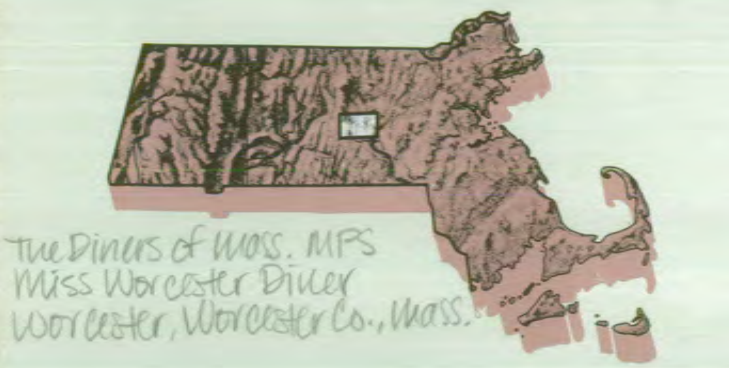 The Diners of Mass. MPS
Miss Worcester Diner
Worcester, Worcester Co., Mass.